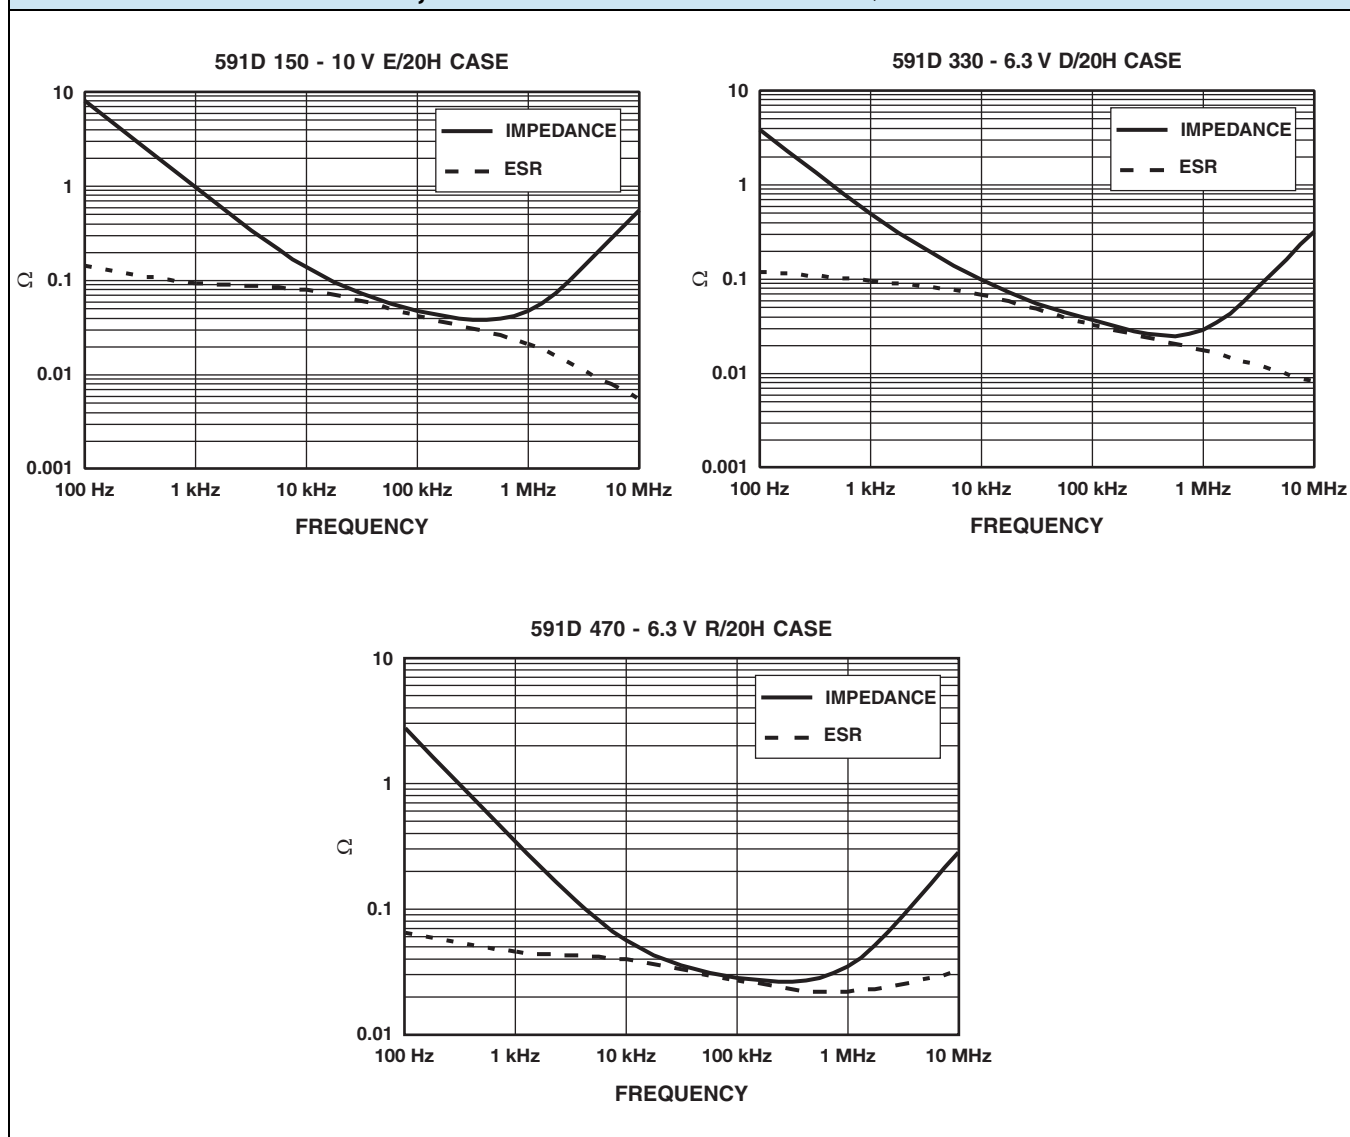 591D 150 - 10 V E/20H CASE
10
1
0.1
0.01
0.001
Ω
IMPEDANCE
ESR
100 Hz 1 kHz 10 kHz 100 kHz 1 MHz 10 MHz
FREQUENCY
591D 330 - 6.3 V D/20H CASE
10
1
0.1
0.01
0.001
Ω
IMPEDANCE
ESR
100 Hz 1 kHz 10 kHz 100 kHz 1 MHz 10 MHz
FREQUENCY
591D 470 - 6.3 V R/20H CASE
10
1
0.1
0.01
Ω
IMPEDANCE
ESR
100 Hz 1 kHz 10 kHz 100 kHz 1 MHz 10 MHz
FREQUENCY